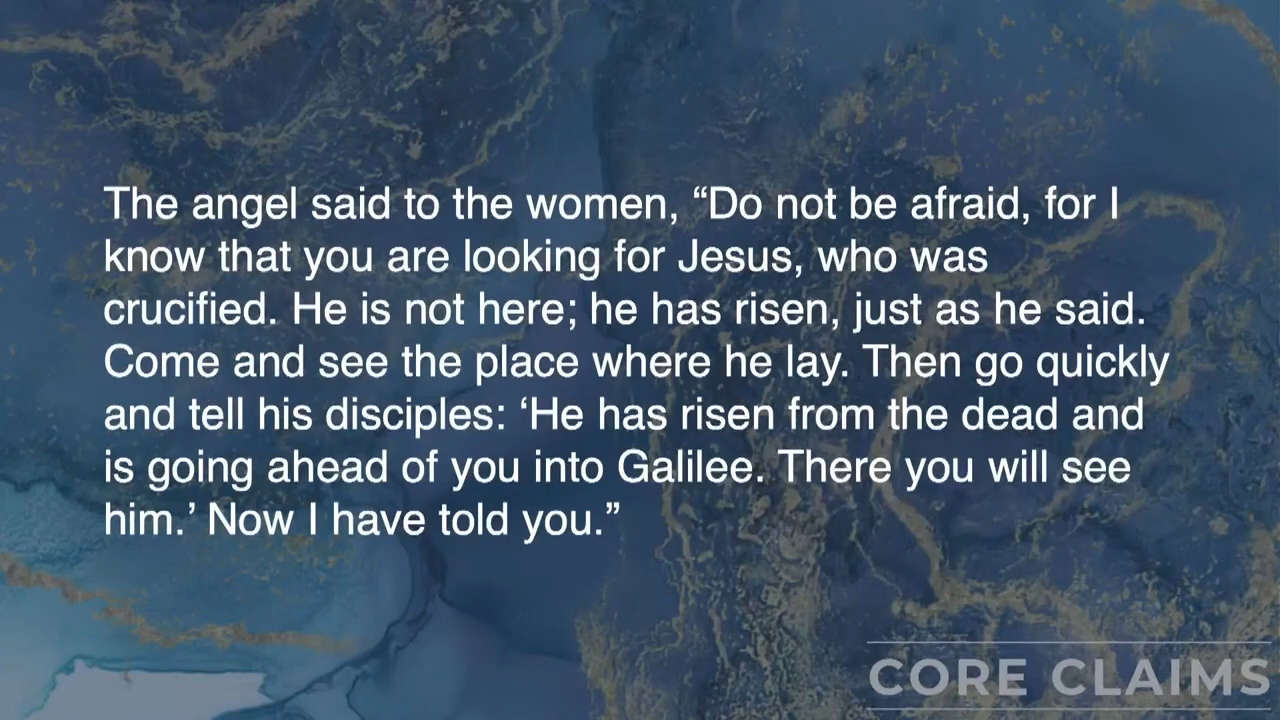 The angel said to the women, “Do not be afraid, for I
know that you are looking for Jesus, who was
crucified. He is not here; he has risen, just as he said.
Come and see the place where he lay. Then go quickly
and tell his disciples: ‘He has risen from the dead and
is going ahead of you into Galilee. There you will see
him.’ Now I have told you.”
CORE CLAIMS